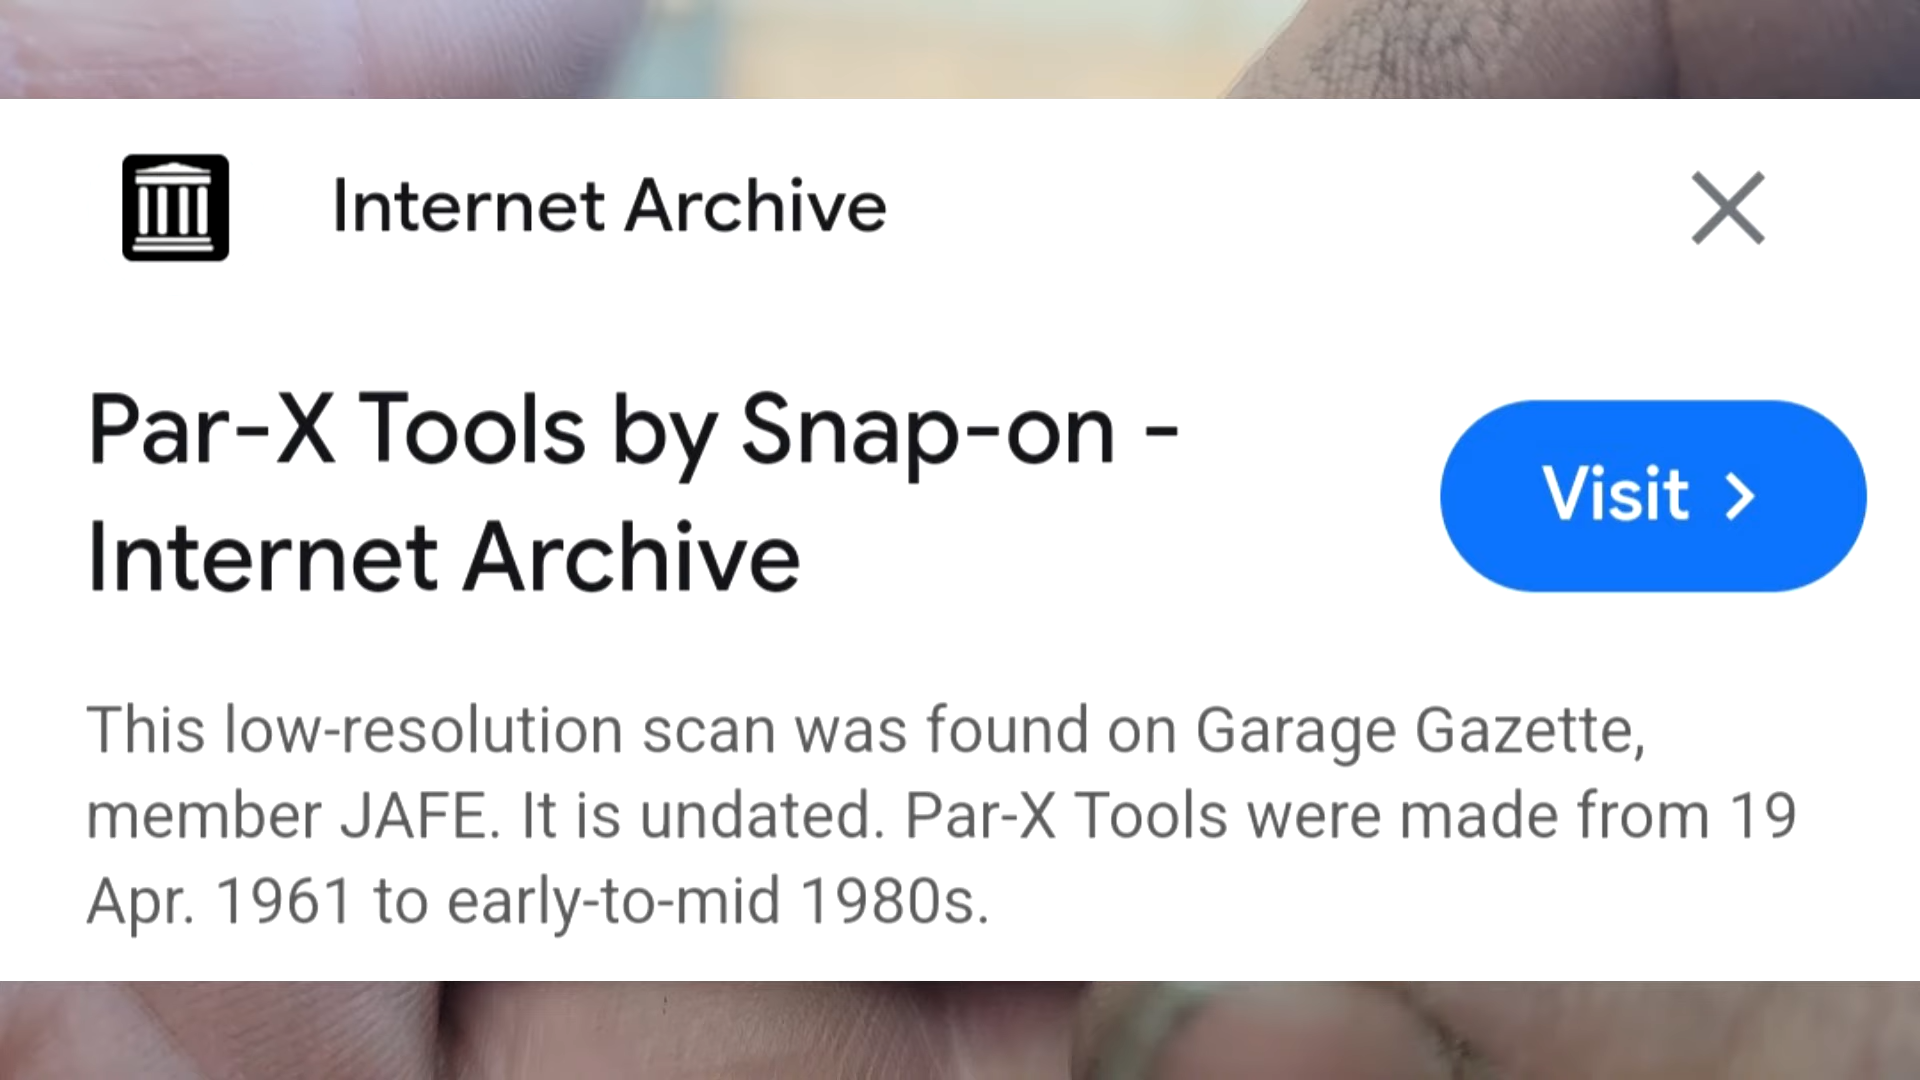 Internet Archive
Par-X Tools by Snap-on -
Internet Archive
Visit >
This low-resolution scan was found on Garage Gazette,
member JAFE. It is undated. Par-X Tools were made from 19
Apr. 1961 to early-to-mid 1980s.